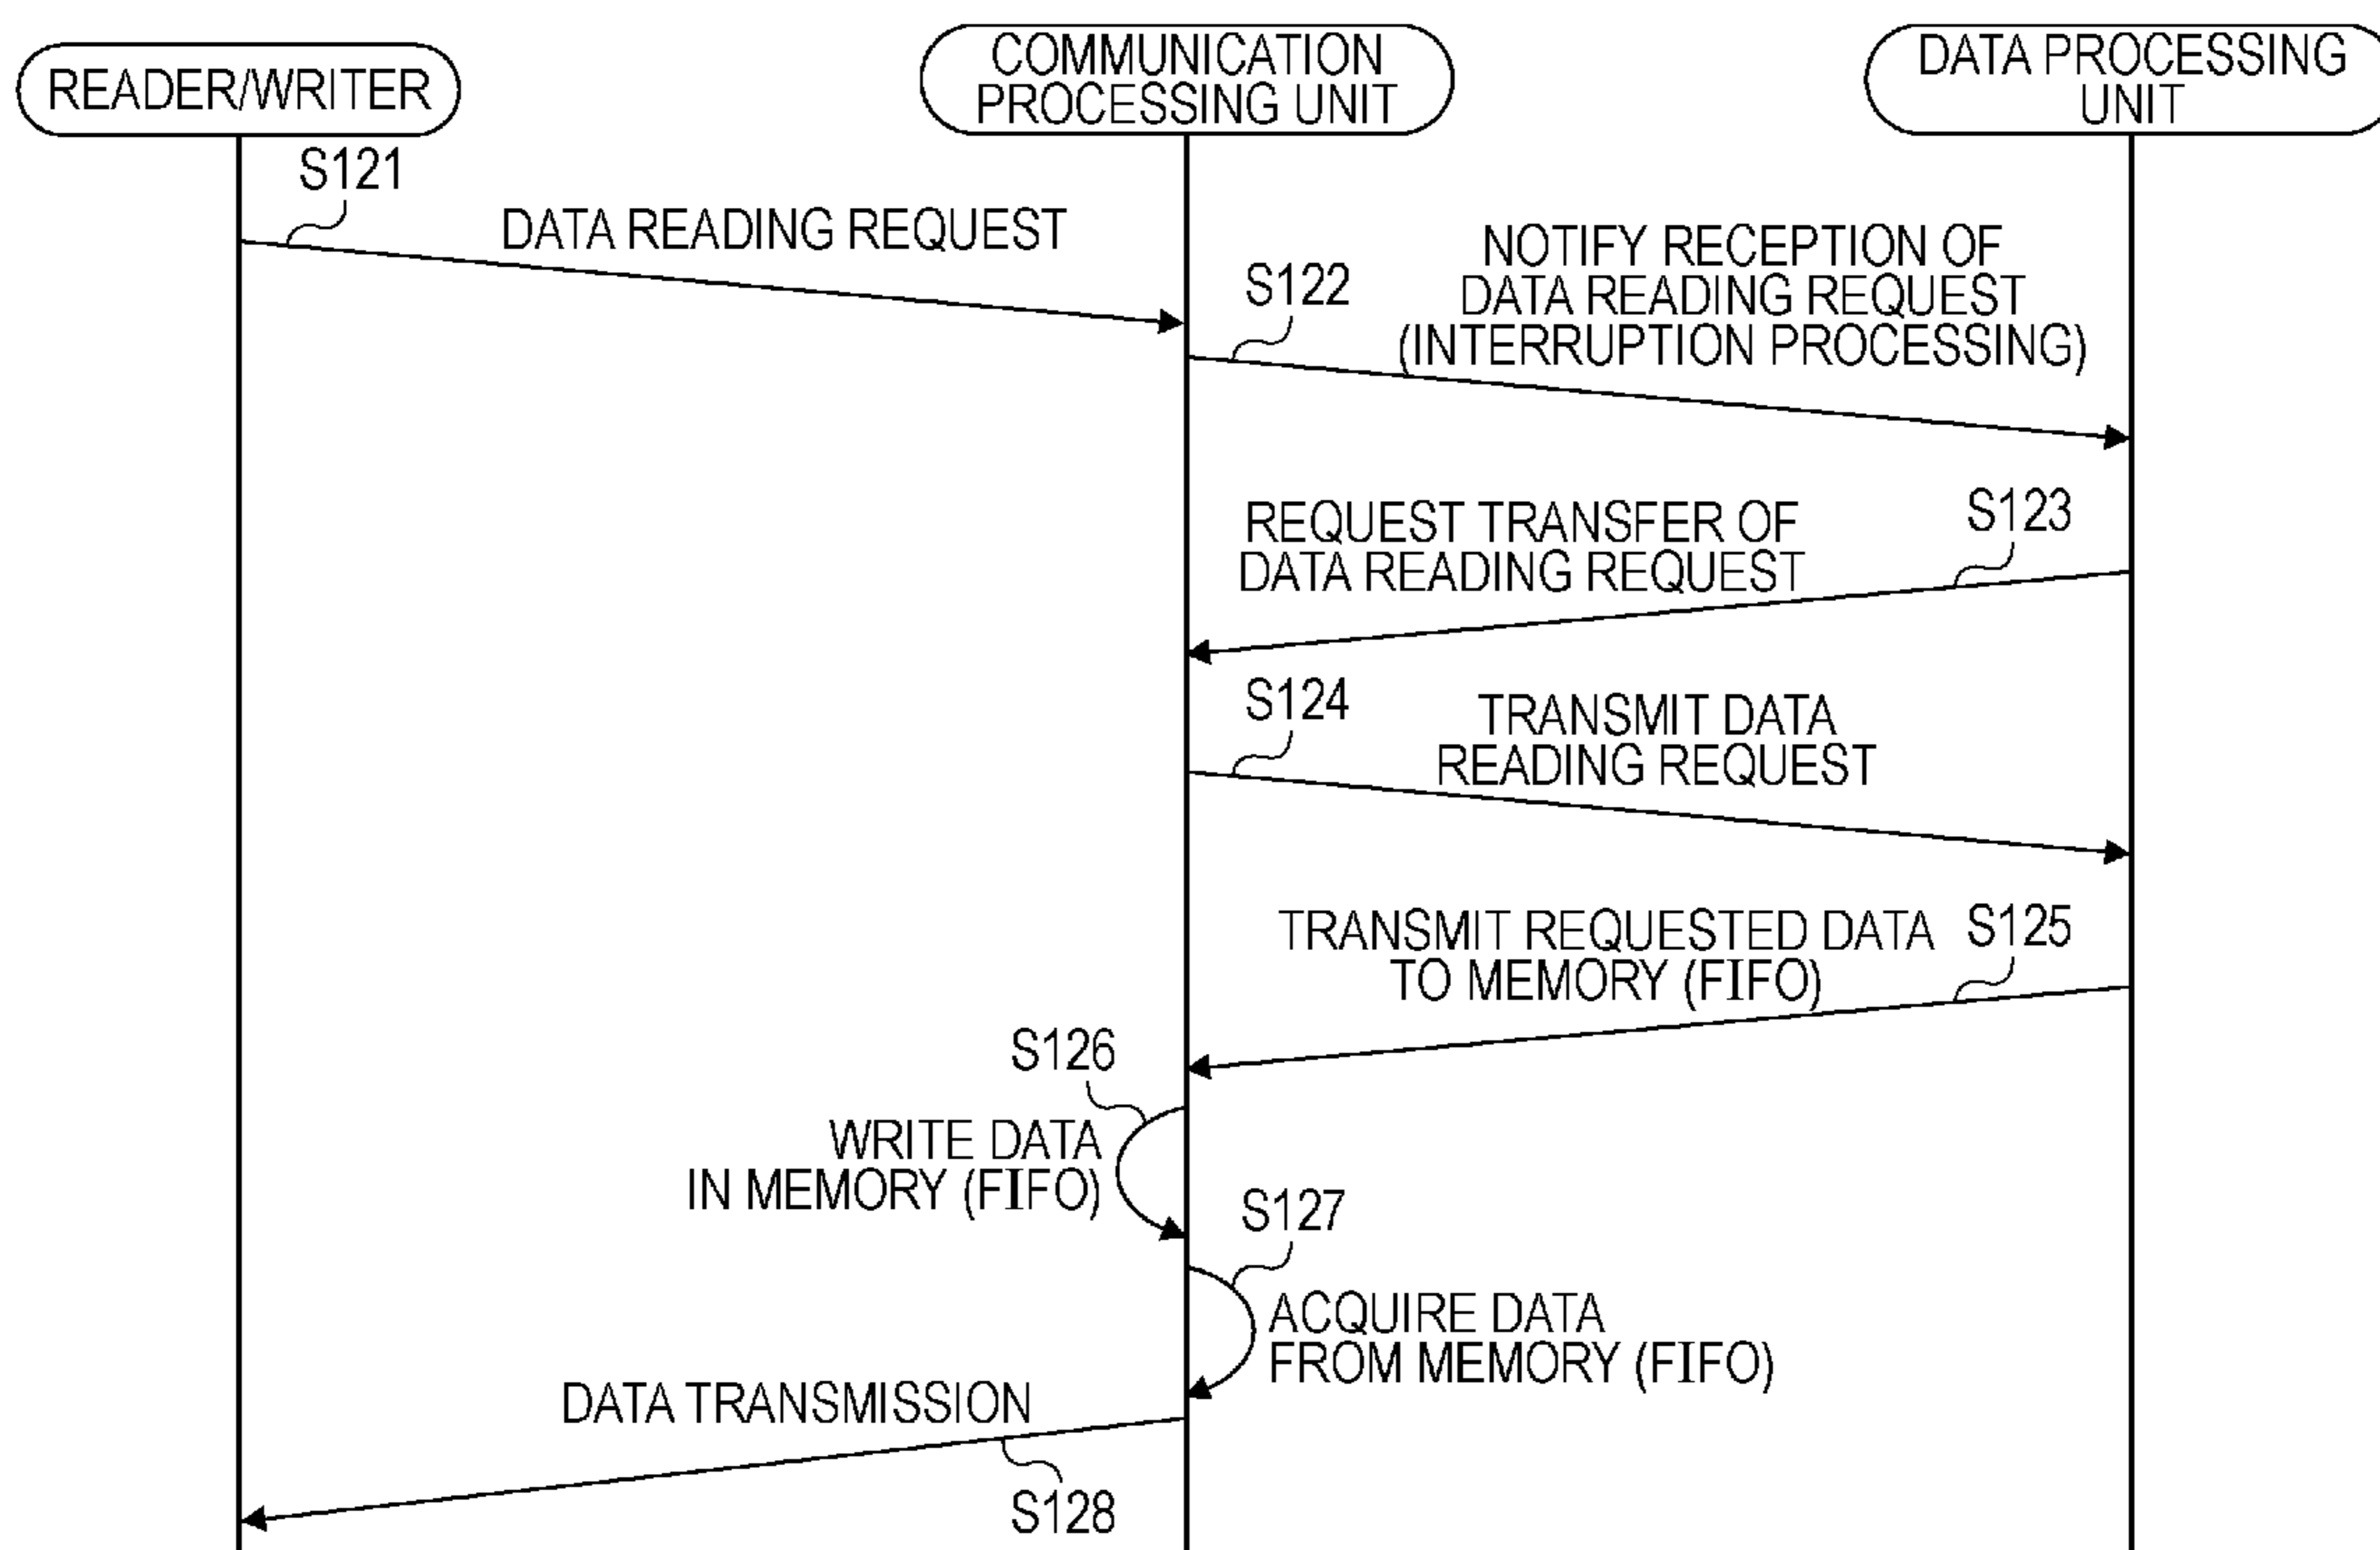 READER/WRITER
COMMUNICATION
PROCESSING UNIT
DATA PROCESSING
UNIT
S121
DATA READING REQUEST
S122
NOTIFY RECEPTION OF
DATA READING REQUEST
(INTERRUPTION PROCESSING)
REQUEST TRANSFER OF
DATA READING REQUEST
S123
S124
TRANSMIT DATA
READING REQUEST
TRANSMIT REQUESTED DATA
TO MEMORY (FIFO)
S125
S126
WRITE DATA
IN MEMORY (FIFO)
S127
ACQUIRE DATA
FROM MEMORY (FIFO)
DATA TRANSMISSION
S128